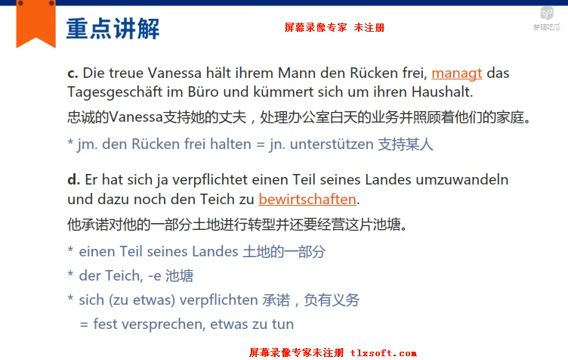 重点讲解
屏幕录像专家 未注册
c. Die treue Vanessa hält ihrem Mann den Rücken frei, managt das
Tagesgeschäft im Büro und kümmert sich um ihren Haushalt.
忠诚的Vanessa支持她的丈夫，处理办公室白天的业务并照顾着他们的家庭。
* jm. den Rücken frei halten = jn. unterstützen 支持某人
d. Er hat sich ja verpflichtet einen Teil seines Landes umzuwandeln
und dazu noch den Teich zu bewirtschaften.
他承诺对他的一部分土地进行转型并还要经营这片池塘。
* einen Teil seines Landes 土地的一部分
* der Teich, -e 池塘
* sich (zu etwas) verpflichten 承诺，负有义务
= fest versprechen, etwas zu tun
屏幕录像专家未注册 tlxsoft.com